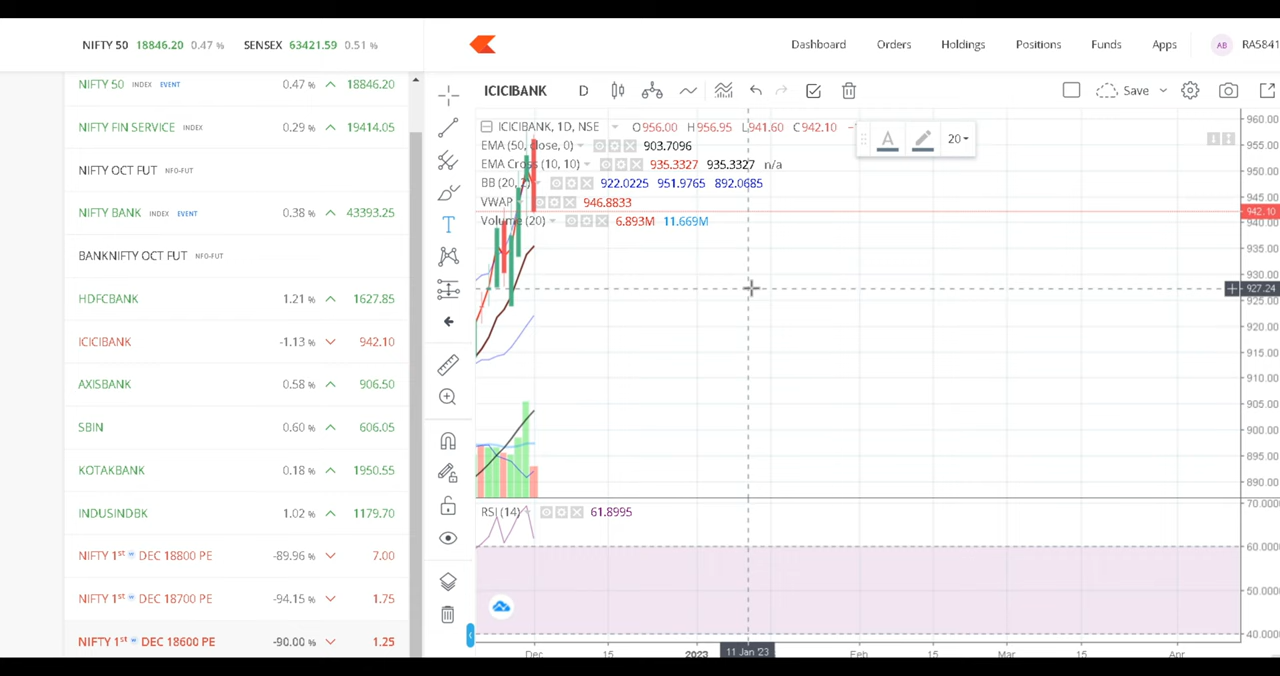 NIFTY 50 18846.20 0.47 % SENSEX 63421.59 0.51 %
Dashboard Orders Holdings Positions Funds Apps AB RA5841
NIFTY 50 INDEX EVENT 0.47 % 18846.20
NIFTY FIN SERVICE INDEX 0.29 % 19414.05
NIFTY OCT FUT NFO-FUT
NIFTY BANK INDEX EVENT 0.38 % 43393.25
BANKNIFTY OCT FUT NFO-FUT
HDFCBANK 1.21 % 1627.85
ICICIBANK -1.13 % 942.10
AXISBANK 0.58 % 906.50
SBIN 0.60 % 606.05
KOTAKBANK 0.18 % 1950.55
INDUSINDBK 1.02 % 1179.70
NIFTY 1st w DEC 18800 PE -89.96 % 7.00
NIFTY 1st w DEC 18700 PE -94.15 % 1.75
NIFTY 1st w DEC 18600 PE -90.00 % 1.25
ICICIBANK D Save
ICICIBANK, 1D, NSE O956.00 H956.95 L941.60 C942.10
EMA (50, close, 0) 903.7096
EMA Cross (10, 10) 935.3327 935.3327 n/a
BB (20, 2) 922.0225 951.9765 892.0685
VWAP 946.8833
Volume (20) 6.893M 11.669M
A 20
RSI (14) 61.8995
960.00
955.00
950.00
945.00
942.10
940.00
935.00
930.00
927.24
925.00
920.00
915.00
910.00
905.00
900.00
895.00
890.00
70.0000
60.0000
50.0000
40.0000
Dec 15 2023 11 Jan '23 Feb 15 Mar 15 Apr